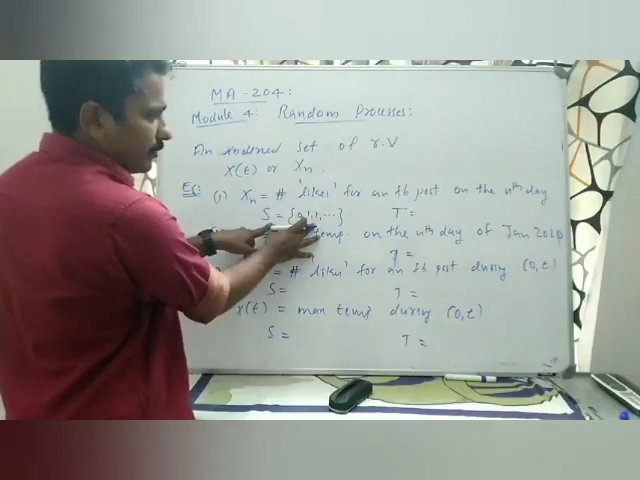 MA-204:
Module 4: Random Processes:
An set of r.V
X(t) or Xn.
Eg: (1) Xn = # 'likes' for an fb post on the nth day
S = {0,1,2,...} T =
temp. on the nth day of Jan 2020
T =
= # likes' for an fb post during (0,t)
S = T =
X(t) = max temp during (0,t)
S = T =